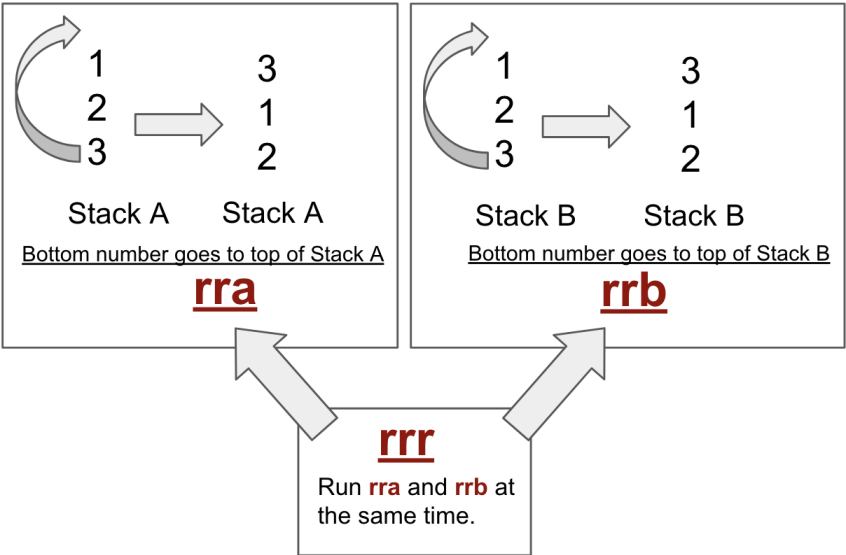 1 3
2 1
3 2
Stack A Stack A
Bottom number goes to top of Stack A
rra
1 3
2 1
3 2
Stack B Stack B
Bottom number goes to top of Stack B
rrb
rrr
Run rra and rrb at
the same time.